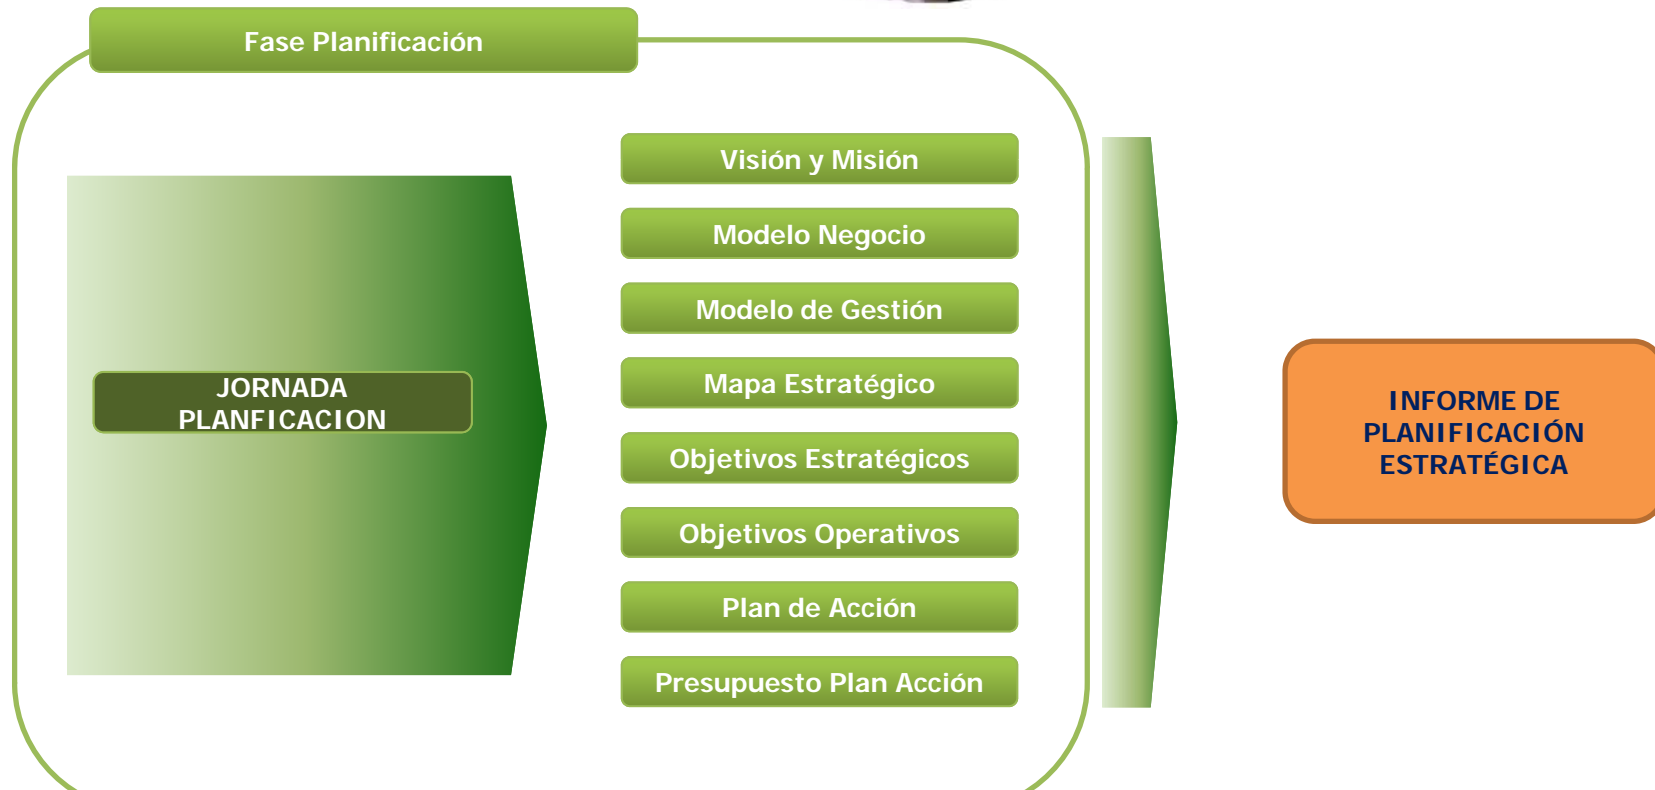 Fase Planificación
JORNADA
PLANFICACION
Visión y Misión
Modelo Negocio
Modelo de Gestión
Mapa Estratégico
Objetivos Estratégicos
Objetivos Operativos
Plan de Acción
Presupuesto Plan Acción
INFORME DE
PLANIFICACIÓN
ESTRATÉGICA